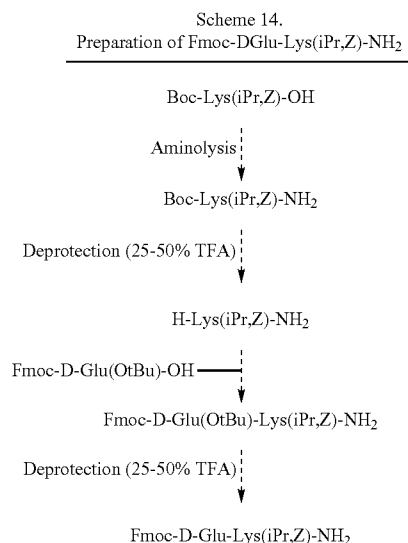 Scheme 14.
Preparation of Fmoc-DGlu-Lys(iPr,Z)-NH2
Boc-Lys(iPr,Z)-OH
Aminolysis
Boc-Lys(iPr,Z)-NH2
Deprotection (25-50% TFA)
H-Lys(iPr,Z)-NH2
Fmoc-D-Glu(OtBu)-OH
Fmoc-D-Glu(OtBu)-Lys(iPr,Z)-NH2
Deprotection (25-50% TFA)
Fmoc-D-Glu-Lys(iPr,Z)-NH2